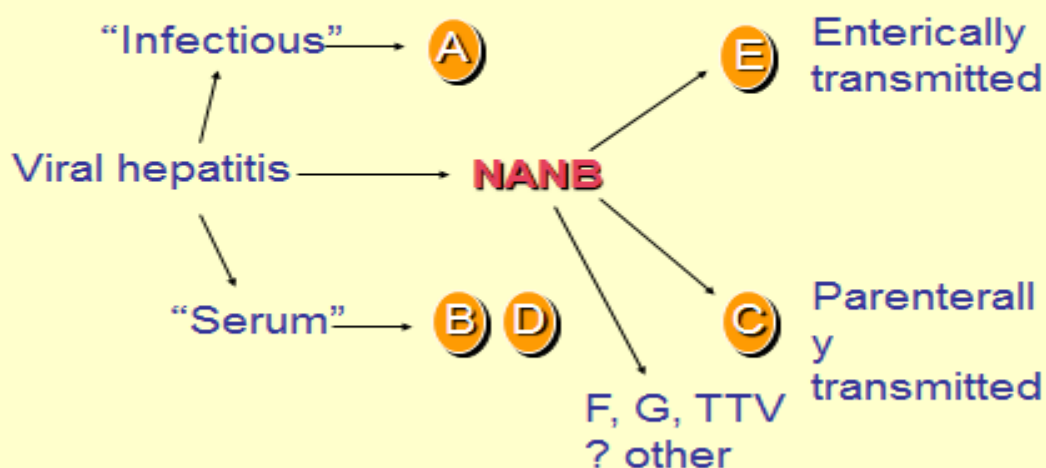 “Infectious”
A
E
Enterically
transmitted
Viral hepatitis
NANB
“Serum”
B D
C
Parenterall
y
transmitted
F, G, TTV
? other